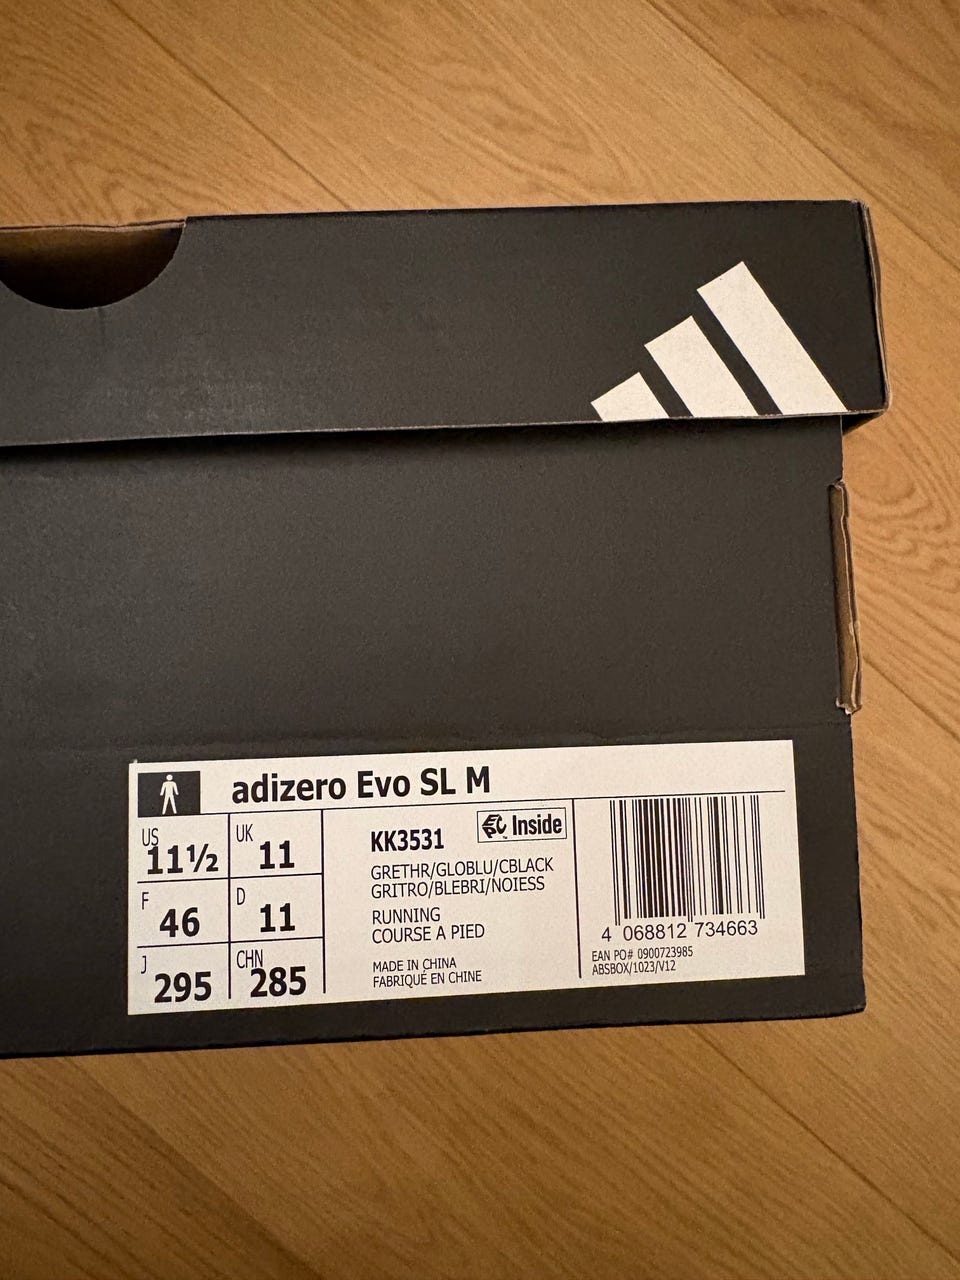 adizero Evo SL M
US 11½ UK 11
F 46 D 11
J 295 CHN 285
KK3531
Inside
GRETHR/GLOBLU/CBLACK
GRITRO/BLEBRI/NOIESS
RUNNING
COURSE A PIED
MADE IN CHINA
FABRIQUÉ EN CHINE
4 068812 734663
EAN PO# 0900723985
ABSBOX/1023/V12